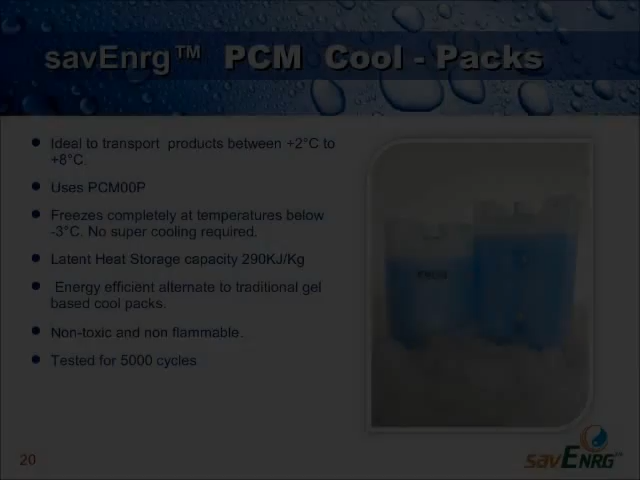 savEnrg™ PCM Cool - Packs
Ideal to transport products between +2°C to
+8°C.
Uses PCM00P
Freezes completely at temperatures below
-3°C. No super cooling required.
Latent Heat Storage capacity 290KJ/Kg
Energy efficient alternate to traditional gel
based cool packs.
Non-toxic and non flammable.
Tested for 5000 cycles
PCM
20
savENRG